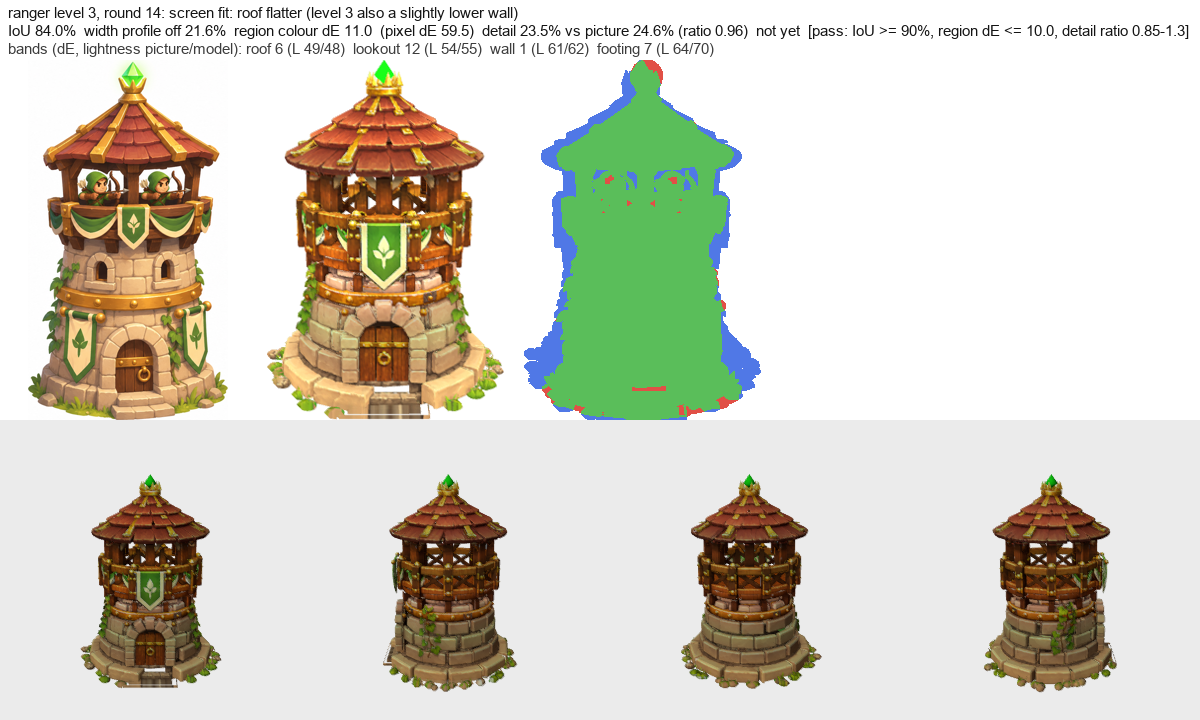 ranger level 3, round 14: screen fit: roof flatter (level 3 also a slightly lower wall)
IoU 84.0%  width profile off 21.6%  region colour dE 11.0  (pixel dE 59.5)  detail 23.5% vs picture 24.6% (ratio 0.96)  not yet  [pass: IoU >= 90%, region dE <= 10.0, detail ratio 0.85-1.3]
bands (dE, lightness picture/model): roof 6 (L 49/48)  lookout 12 (L 54/55)  wall 1 (L 61/62)  footing 7 (L 64/70)